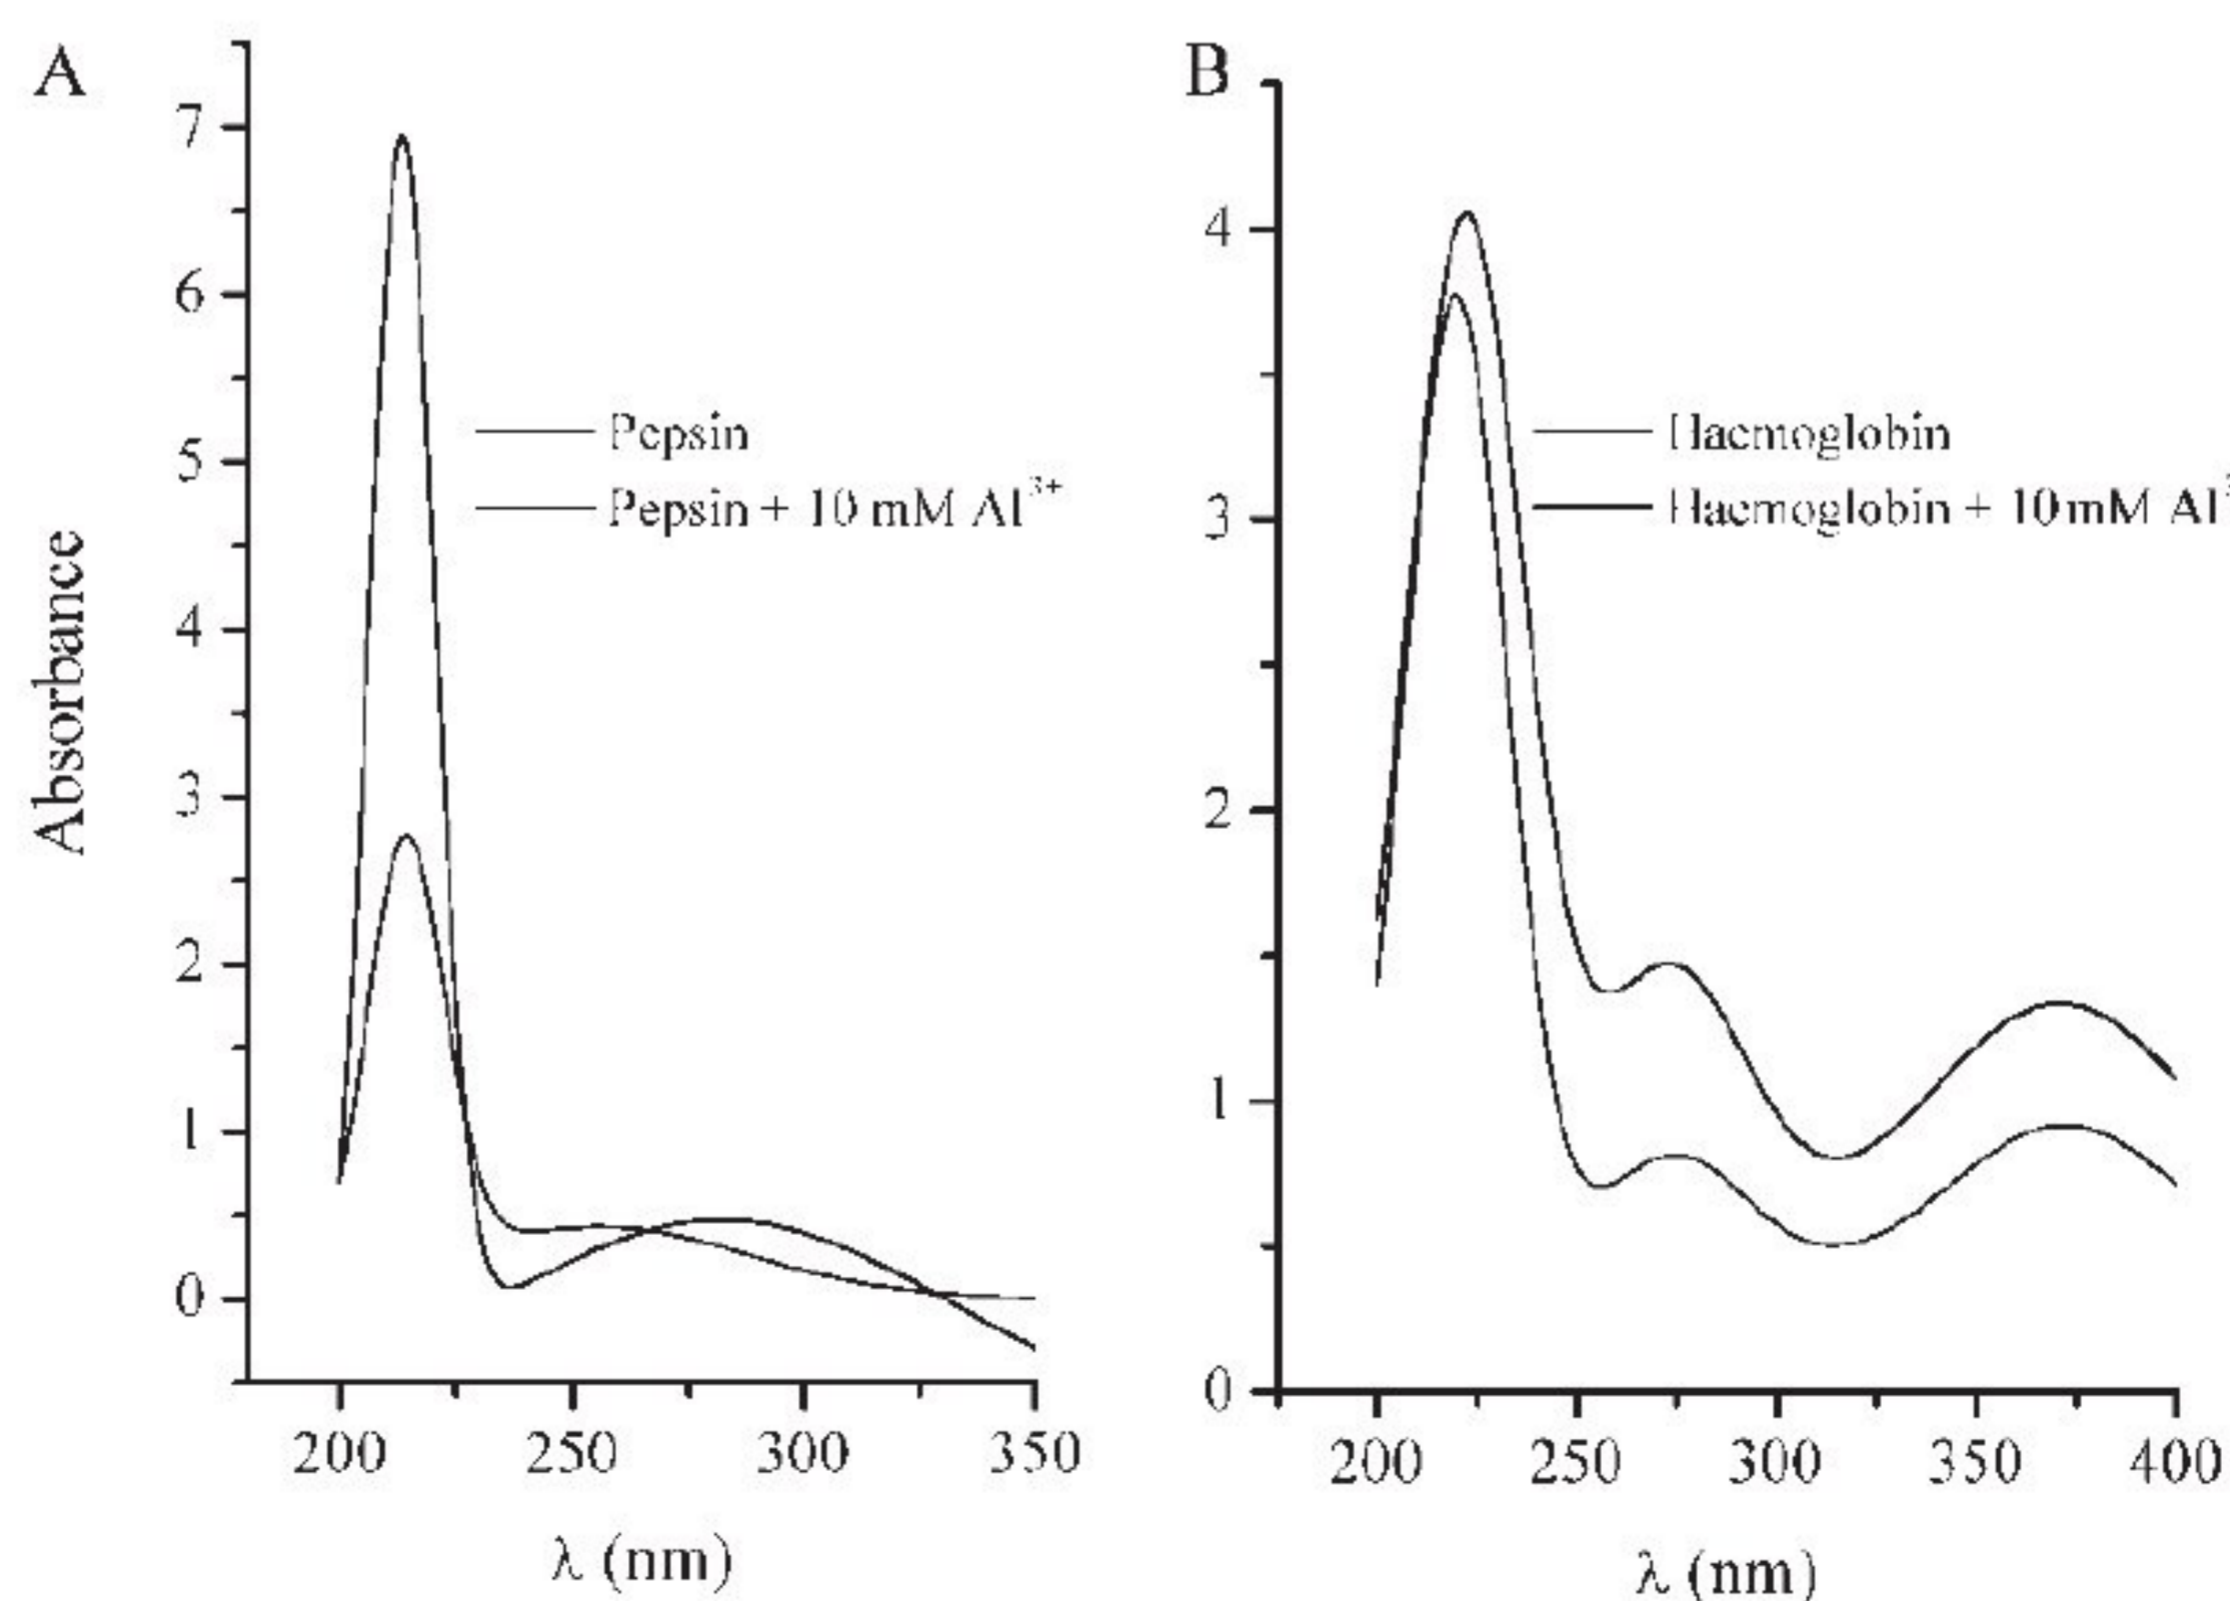 A
7
6
5
4
3
2
1
0
Absorbance
Pepsin
Pepsin + 10 mM Al³⁺
200 250 300 350
λ (nm)
B
4
3
2
1
0
Haemoglobin
Haemoglobin + 10 mM Al
200 250 300 350 400
λ (nm)